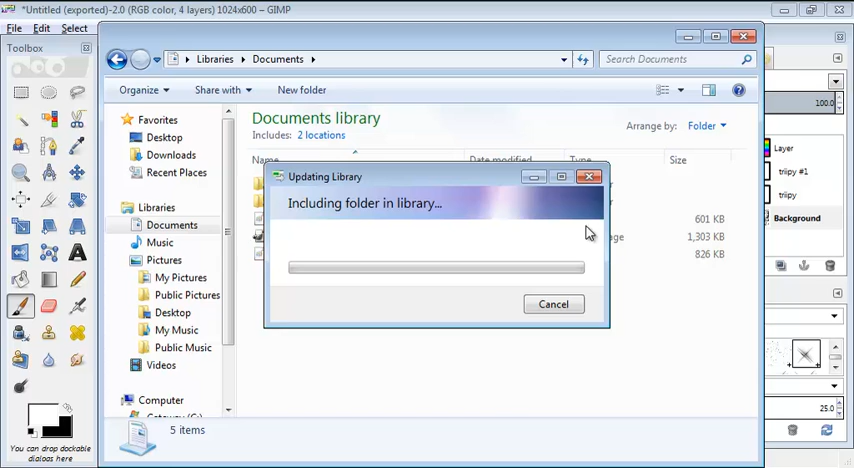 *Untitled (exported)-2.0 (RGB color, 4 layers) 1024x600 – GIMP
File Edit Select
Toolbox
Libraries Documents
Search Documents
Organize Share with New folder
Favorites
Desktop
Downloads
Recent Places
Libraries
Documents
Music
Pictures
My Pictures
Public Pictures
Desktop
My Music
Public Music
Videos
Computer
Gateway (C:)
Documents library
Includes: 2 locations
Arrange by: Folder
Name Date modified Type Size
601 KB
1,303 KB
826 KB
Updating Library
Including folder in library...
Cancel
5 items
100.0
Layer
triipy #1
triipy
Background
25.0
You can drop dockable
dialogs here